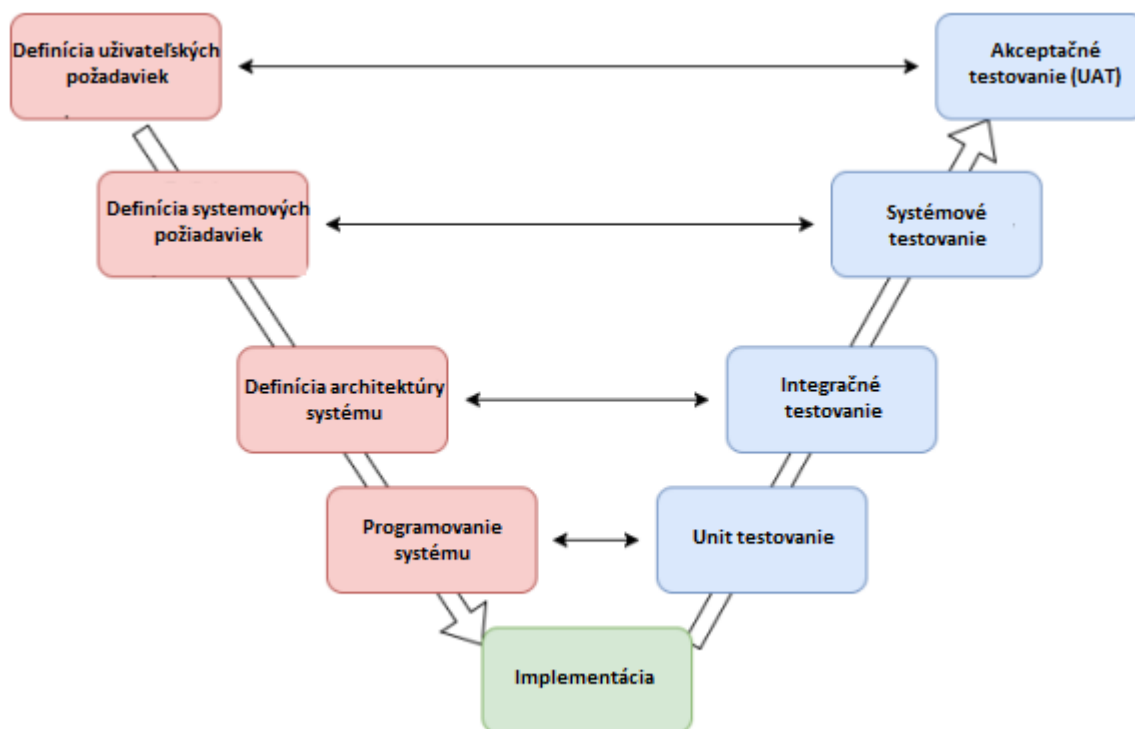 Definícia uživateľských
požadaviek
Akceptačné
testovanie (UAT)
Definícia systemových
požiadaviek
Systémové
testovanie
Definícia architektúry
systému
Integračné
testovanie
Programovanie
systému
Unit testovanie
Implementácia